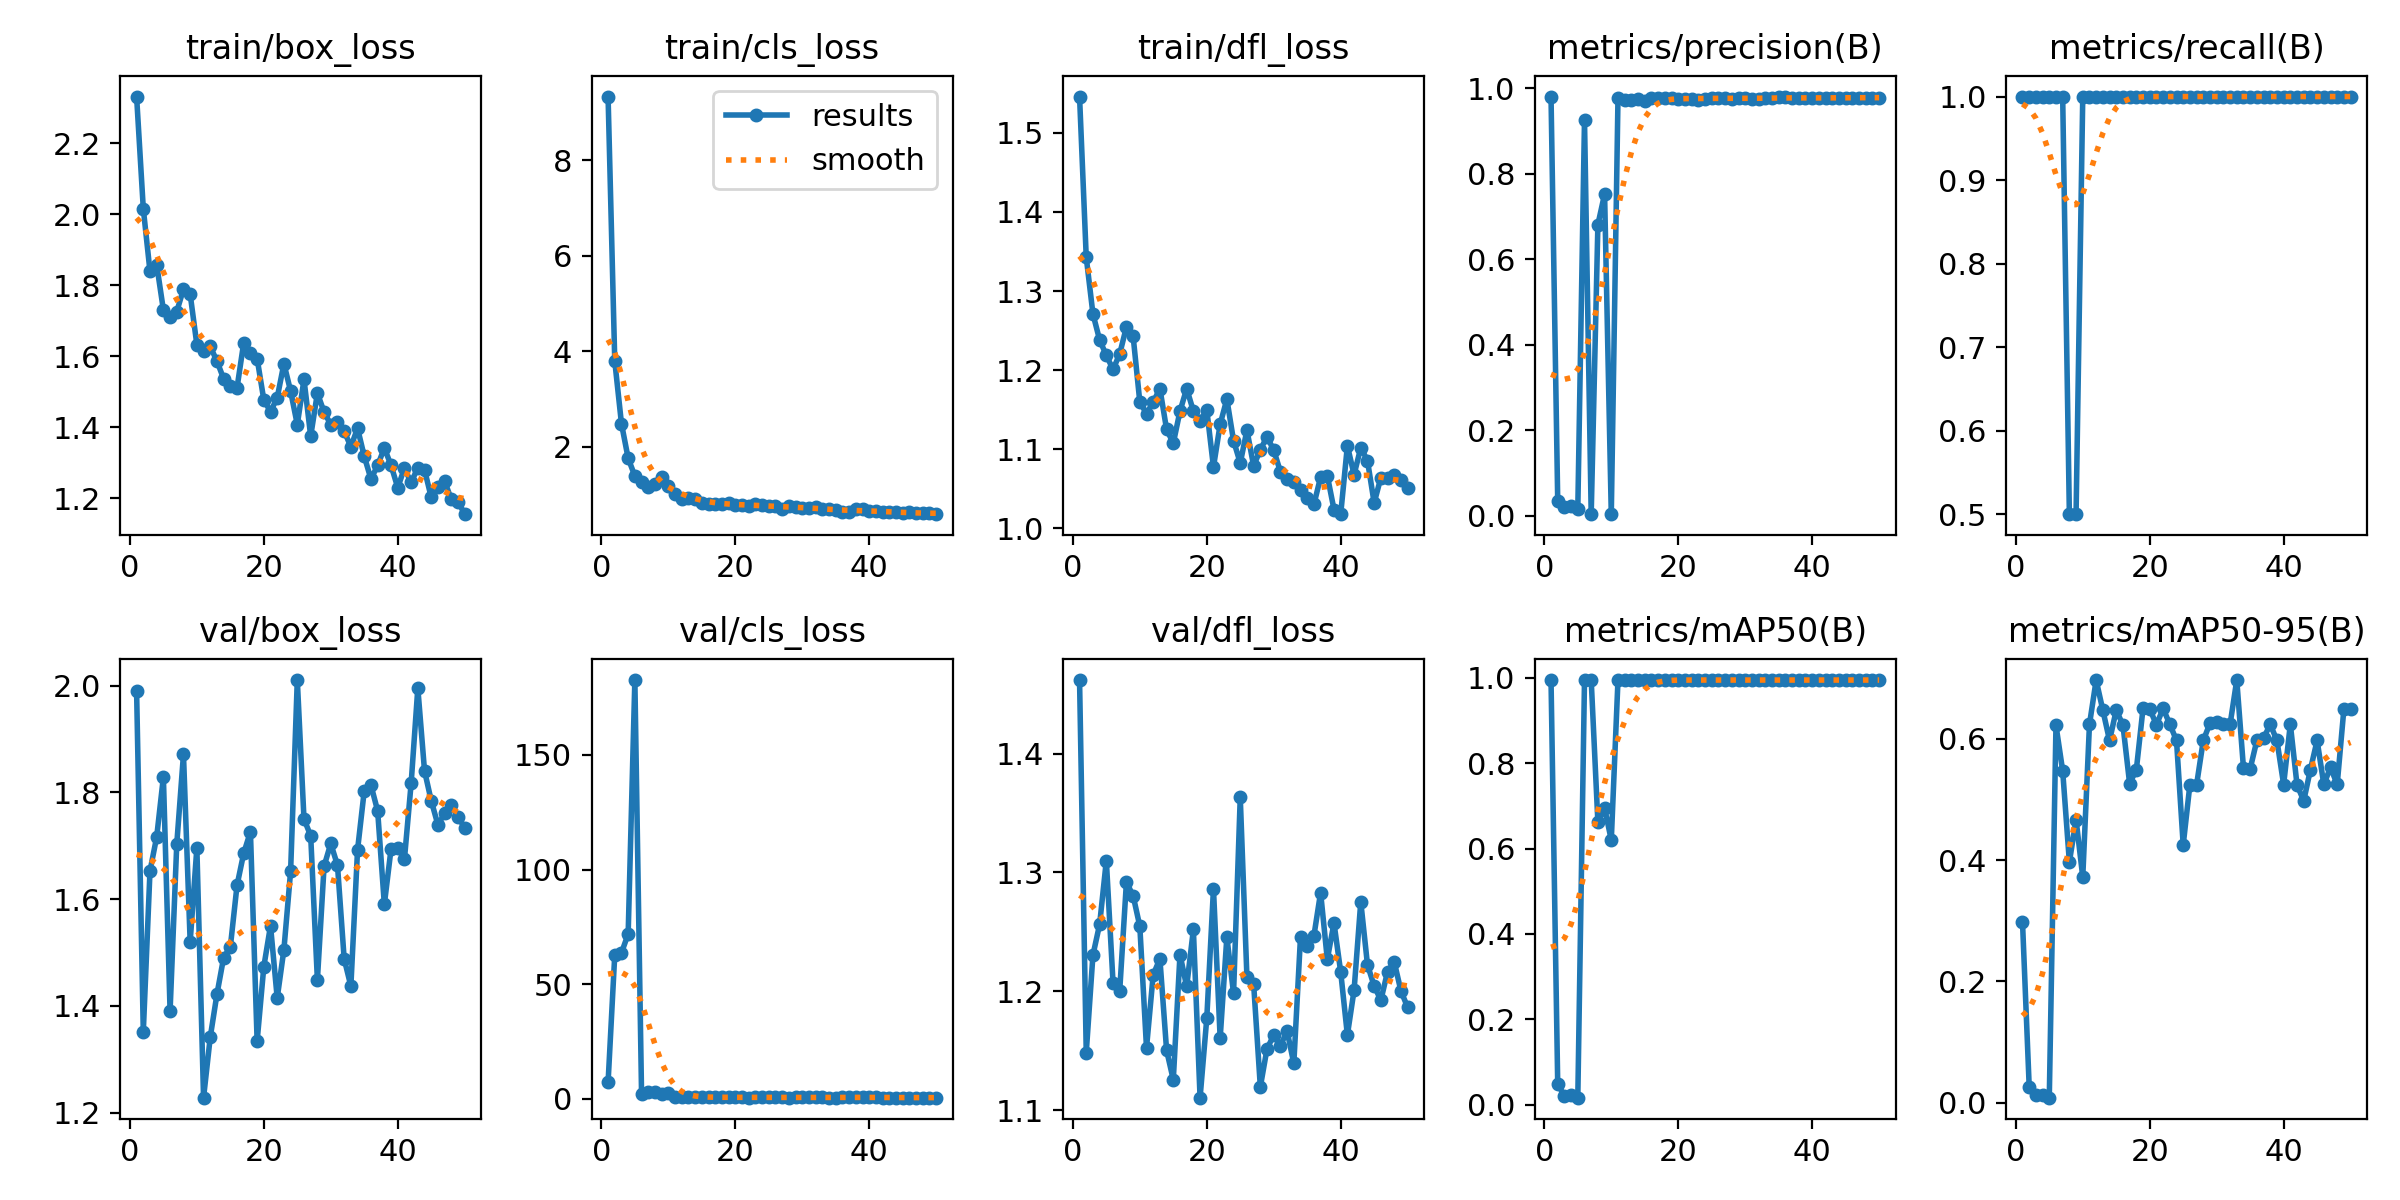 train/box_loss
2.2
2.0
1.8
1.6
1.4
1.2
0 20 40
train/cls_loss
results
smooth
8
6
4
2
0 20 40
train/dfl_loss
1.5
1.4
1.3
1.2
1.1
1.0
0 20 40
metrics/precision(B)
1.0
0.8
0.6
0.4
0.2
0.0
0 20 40
metrics/recall(B)
1.0
0.9
0.8
0.7
0.6
0.5
0 20 40
val/box_loss
2.0
1.8
1.6
1.4
1.2
0 20 40
val/cls_loss
150
100
50
0
0 20 40
val/dfl_loss
1.4
1.3
1.2
1.1
0 20 40
metrics/mAP50(B)
1.0
0.8
0.6
0.4
0.2
0.0
0 20 40
metrics/mAP50-95(B)
0.6
0.4
0.2
0.0
0 20 40